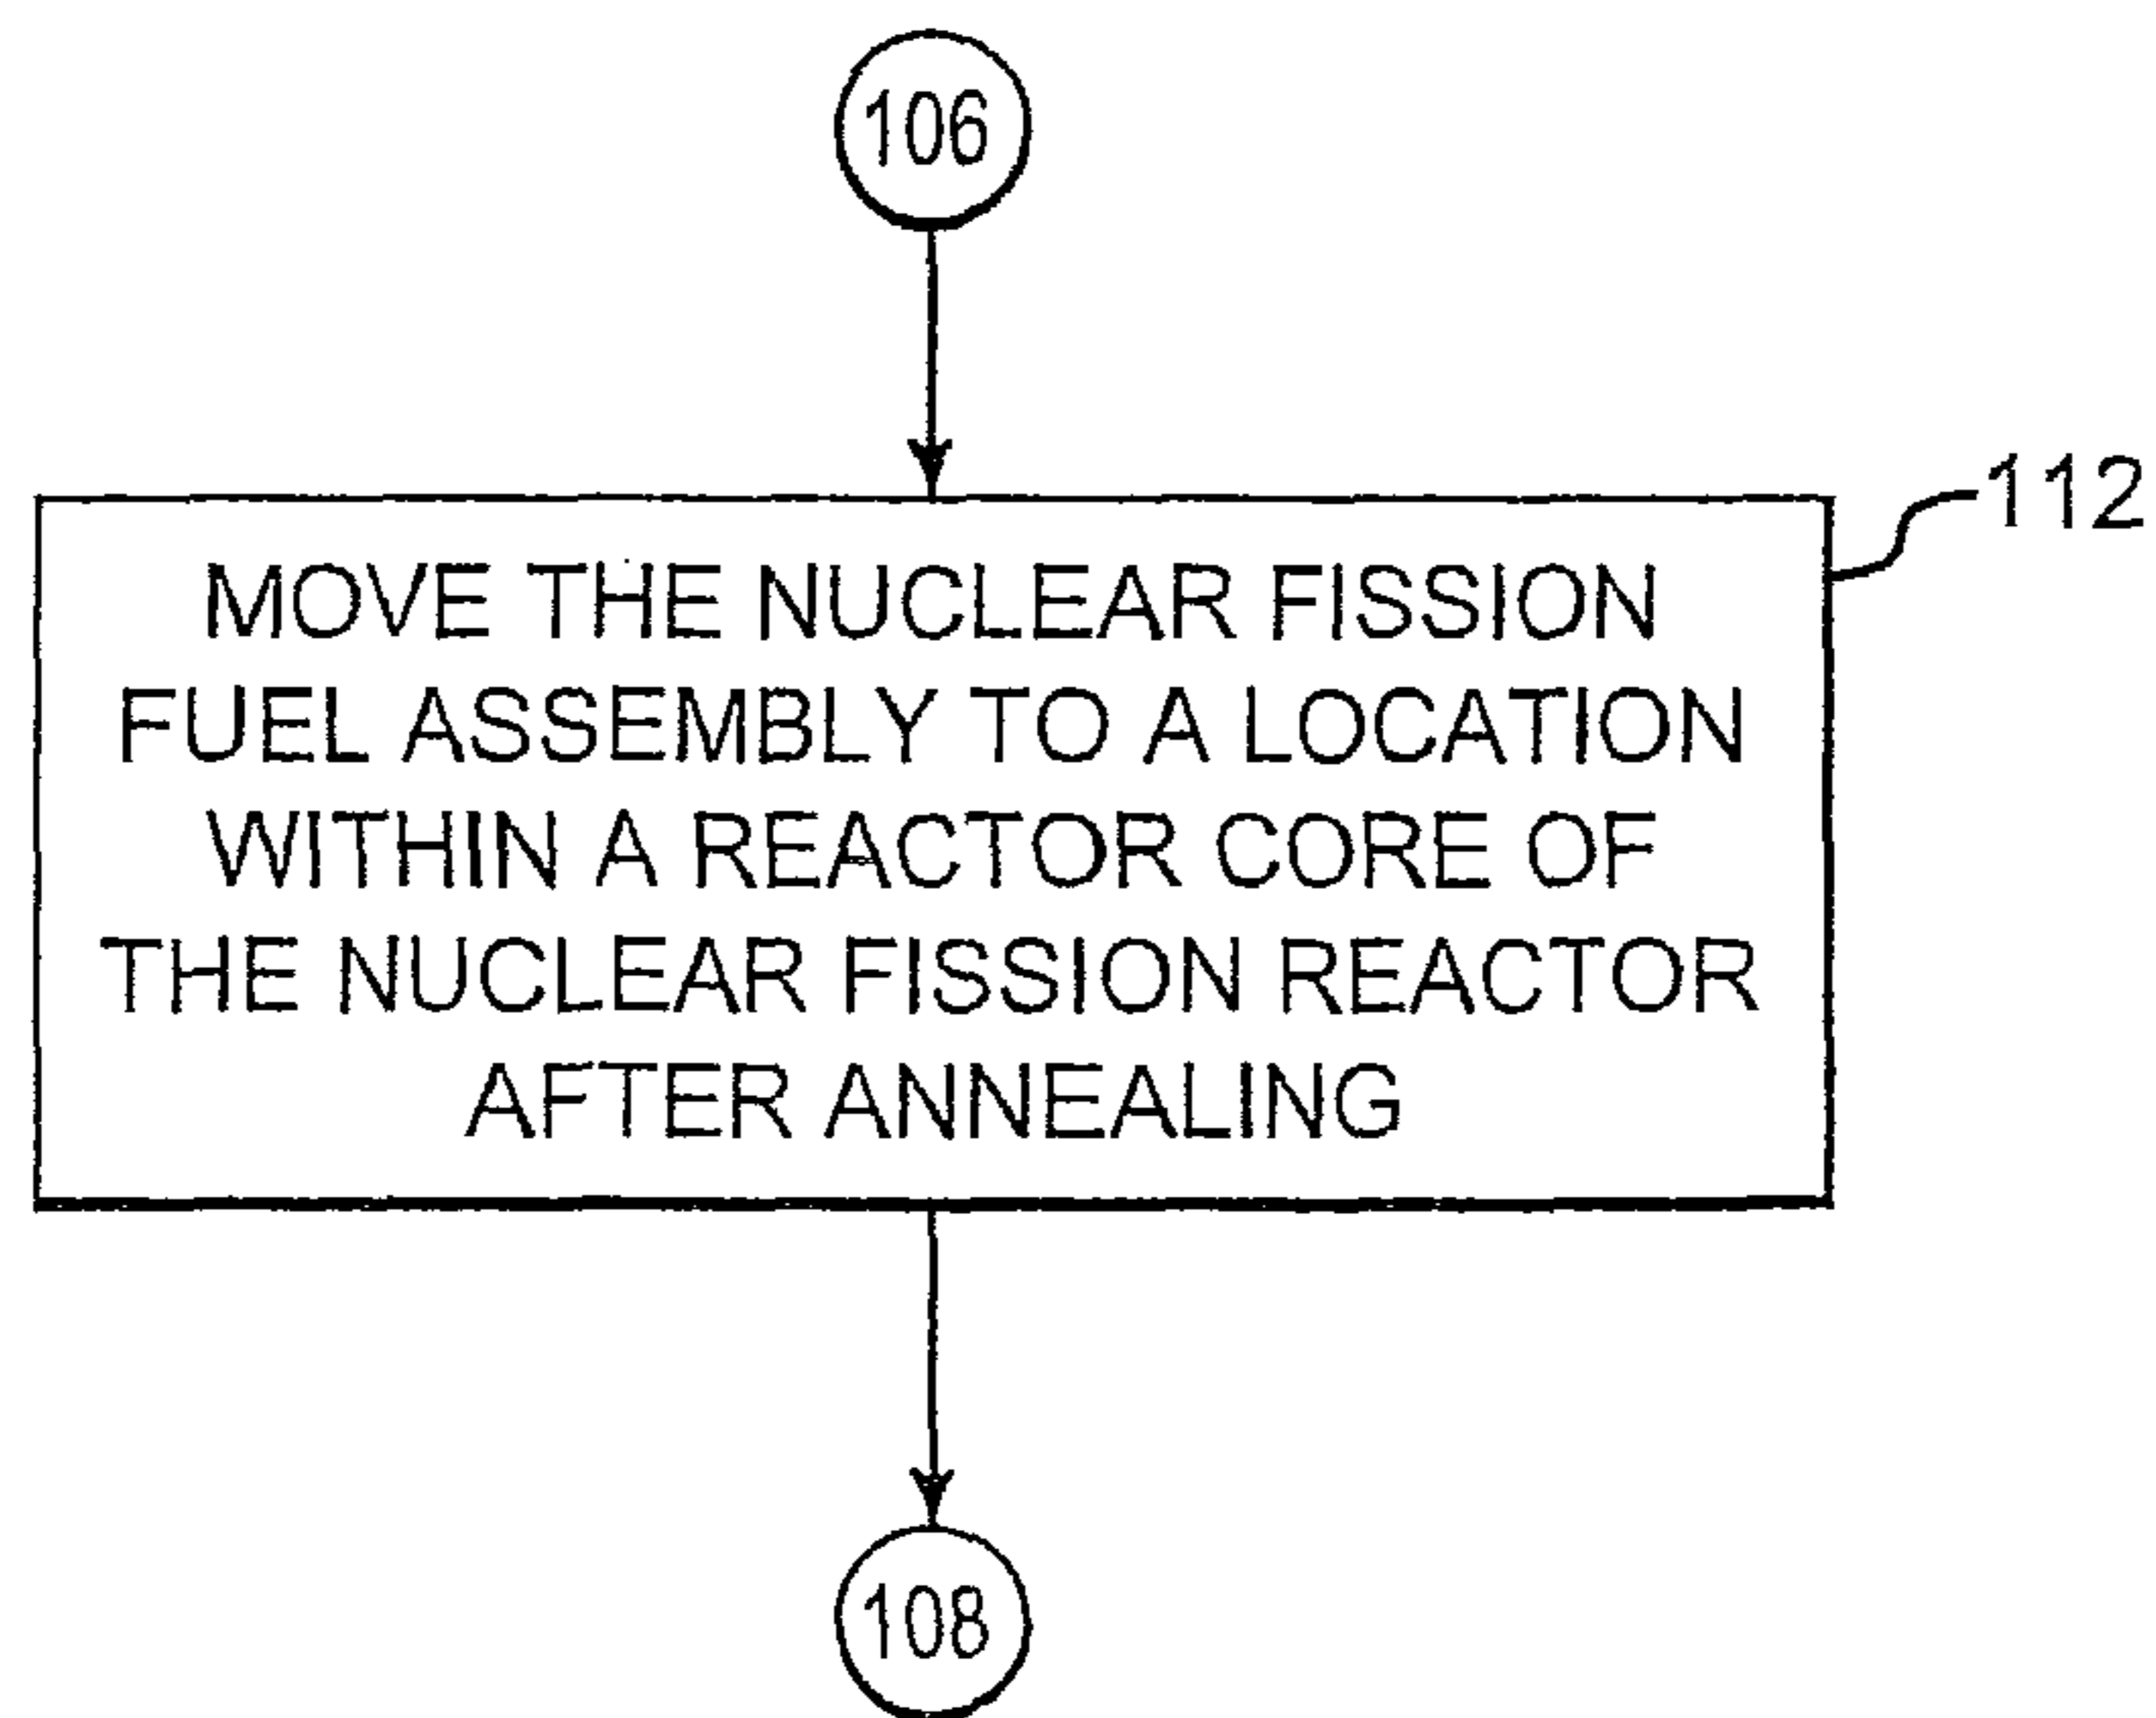 106
112
MOVE THE NUCLEAR FISSION
FUEL ASSEMBLY TO A LOCATION
WITHIN A REACTOR CORE OF
THE NUCLEAR FISSION REACTOR
AFTER ANNEALING
108